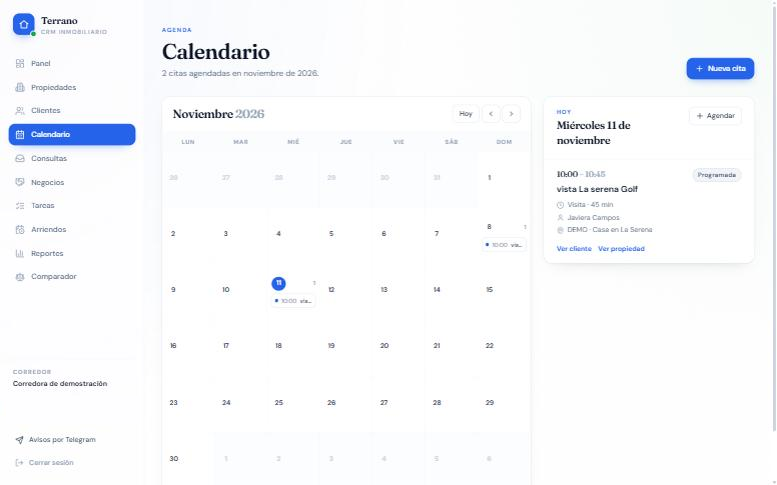 Terrano
CRM INMOBILIARIO
Panel
Propiedades
Clientes
Calendario
Consultas
Negocios
Tareas
Arriendos
Reportes
Comparador
CORREDOR
Corredora de demostración
Avisos por Telegram
Cerrar sesión
AGENDA
Calendario
2 citas agendadas en noviembre de 2026.
+ Nueva cita
Noviembre 2026
Hoy < >
LUN MAR MIÉ JUE VIE SÁB DOM
26 27 28 29 30 31 1
2 3 4 5 6 7 8 1
10:00 vis...
9 10 11 1 12 13 14 15
10:00 vis...
16 17 18 19 20 21 22
23 24 25 26 27 28 29
30 1 2 3 4 5 6
HOY
Miércoles 11 de
noviembre
+ Agendar
10:00 – 10:45 Programada
vista La serena Golf
Visita · 45 min
Javiera Campos
DEMO · Casa en La Serena
Ver cliente Ver propiedad